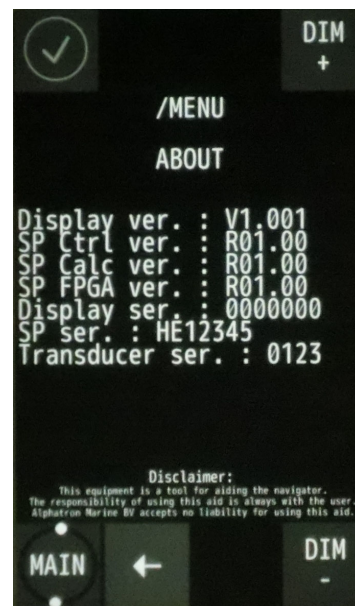 DIM
+
/MENU
ABOUT
Display ver. : V1.001
SP Ctrl ver. : R01.00
SP Calc ver. : R01.00
SP FPGA ver. : R01.00
Display ser. : 0000000
SP ser. : HE12345
Transducer ser. : 0123
Disclaimer:
This equipment is a tool for aiding the navigator.
The responsibility of using this aid is always with the user.
Alphatron Marine BV accepts no liability for using this aid.
MAIN
←
DIM
-